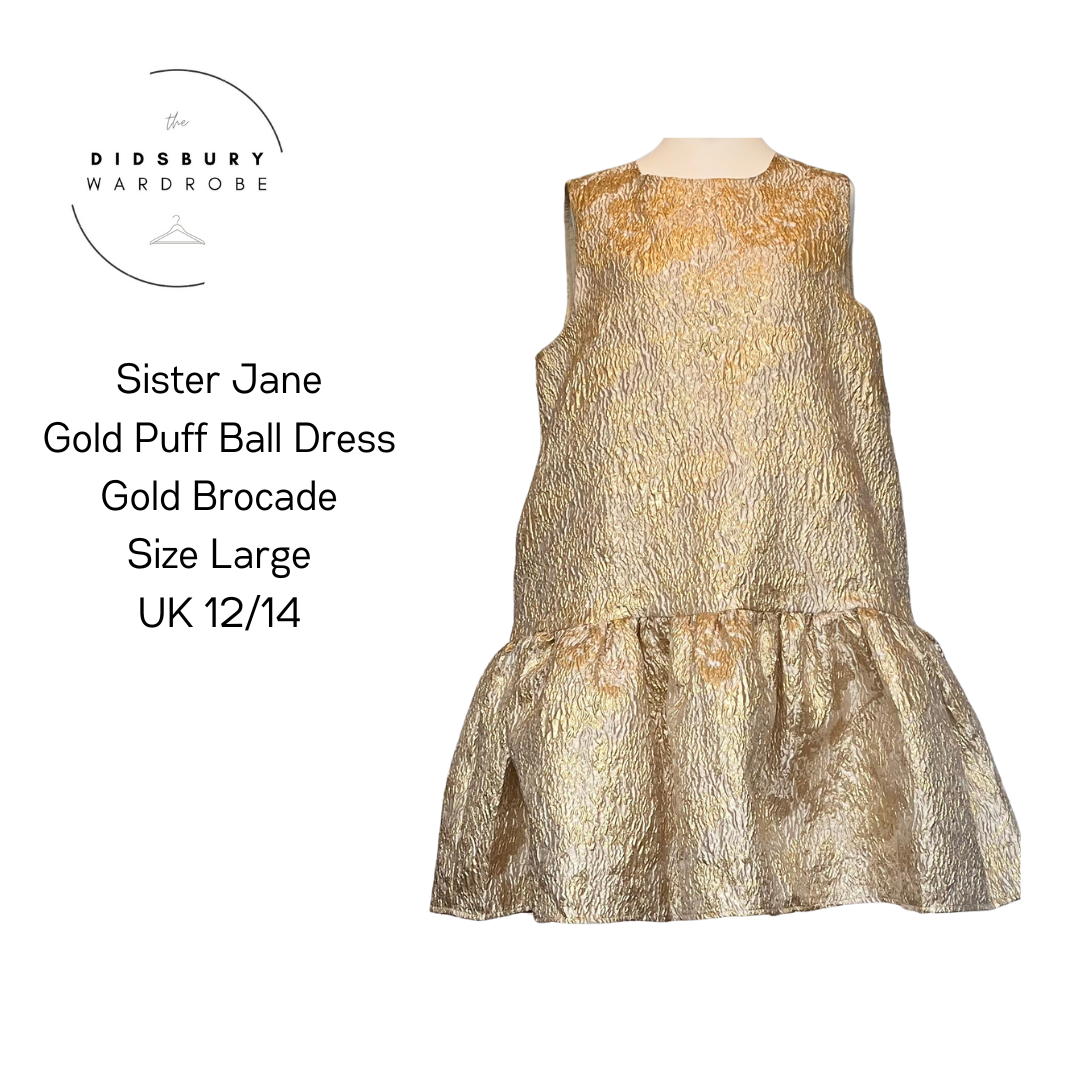 the
DIDSBURY
WARDROBE
Sister Jane
Gold Puff Ball Dress
Gold Brocade
Size Large
UK 12/14